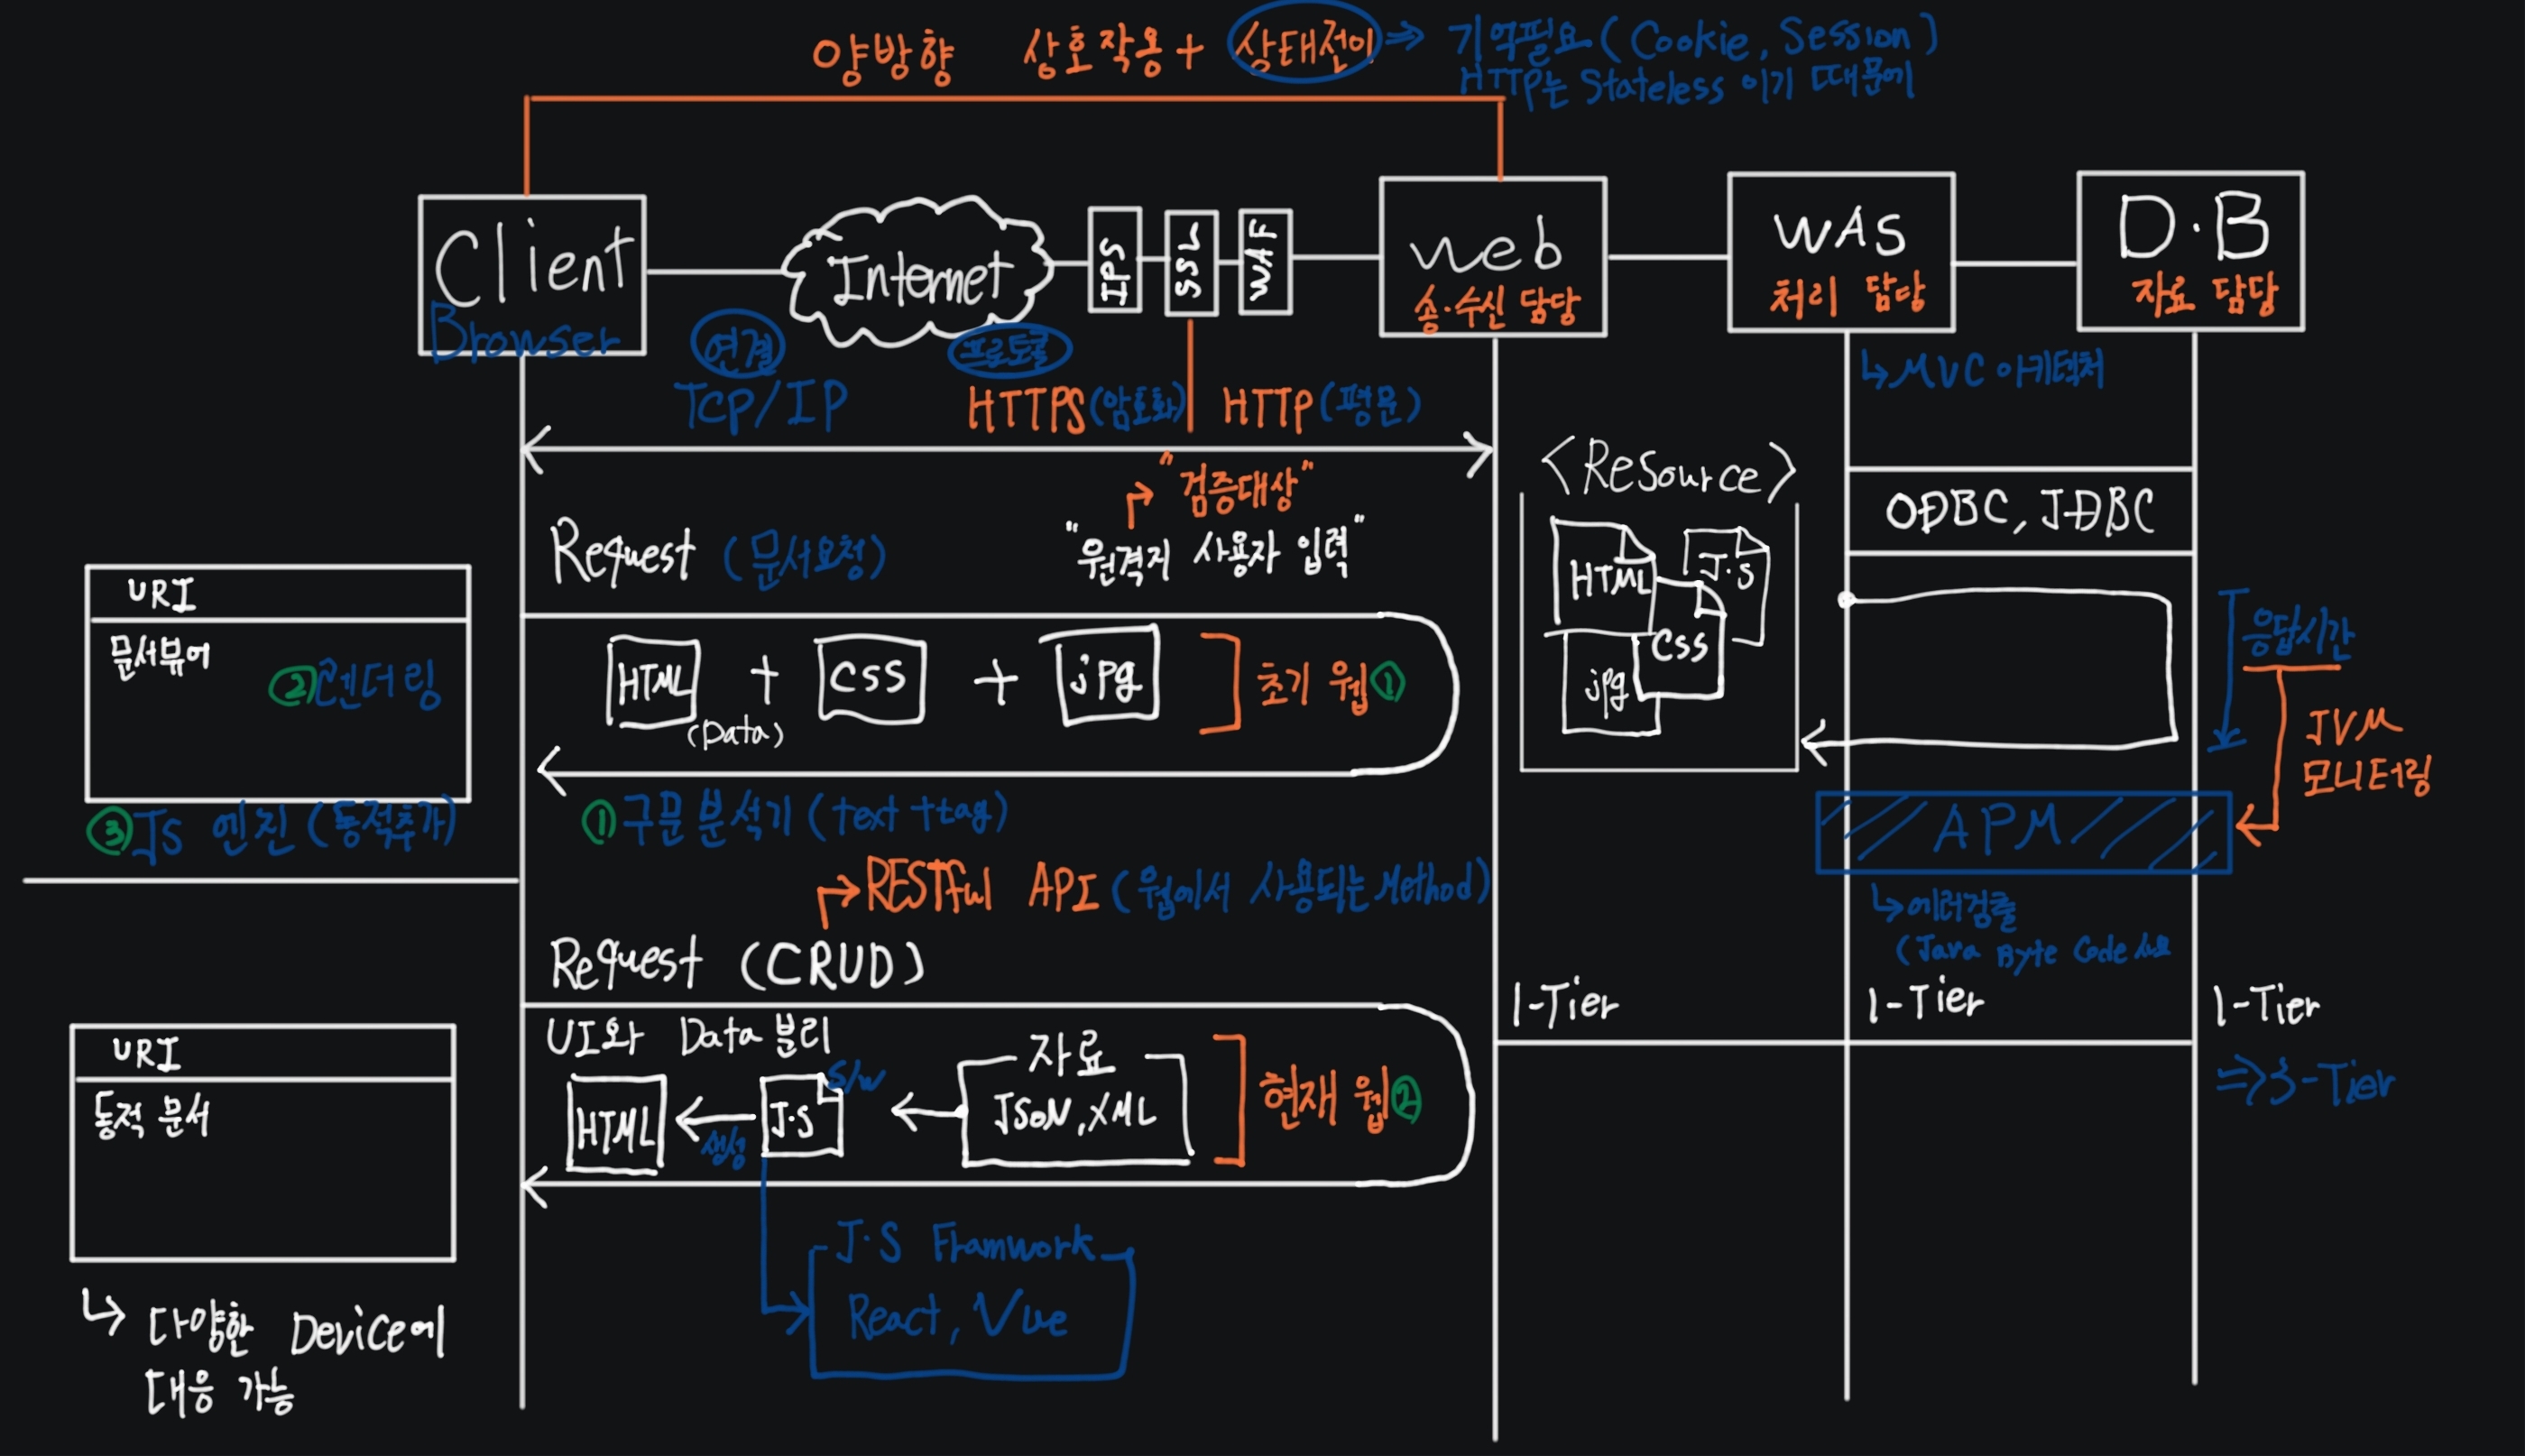 양방향 상호작용 + 상태전이 ⇒ 기억필요 (Cookie, Session)
HTTP는 Stateless 이기 때문에
Client
Browser
Internet
IPS
SSL
WAF
Web
송·수신 담당
WAS
처리 담당
D·B
자료 담당
연결
TCP/IP
프로토콜
HTTPS (암호화)
HTTP (평문)
↳ MVC 아키텍처
"검증대상"
Request (문서요청)
"원격지 사용자 입력"
<Resource>
HTML
J·S
CSS
jpg
ODBC, JDBC
응답시간
JVM
모니터링
URI
문서뷰어
② 렌더링
③ JS 엔진 (동적추가)
HTML + CSS + jpg
(Data)
초기 웹 ①
① 구문 분석기 (text + tag)
APM
↳ 에러검출
(Java Byte Code
RESTful API (웹에서 사용되는 Method)
Request (CRUD)
1-Tier
1-Tier
1-Tier
⇒ 3-Tier
URI
동적 문서
UI와 Data 분리
HTML ← J·S ← 자료
S/W
생성
JSON, XML
현재 웹 ②
J·S Framwork
React, Vue
↳ 다양한 Device에
대응 가능